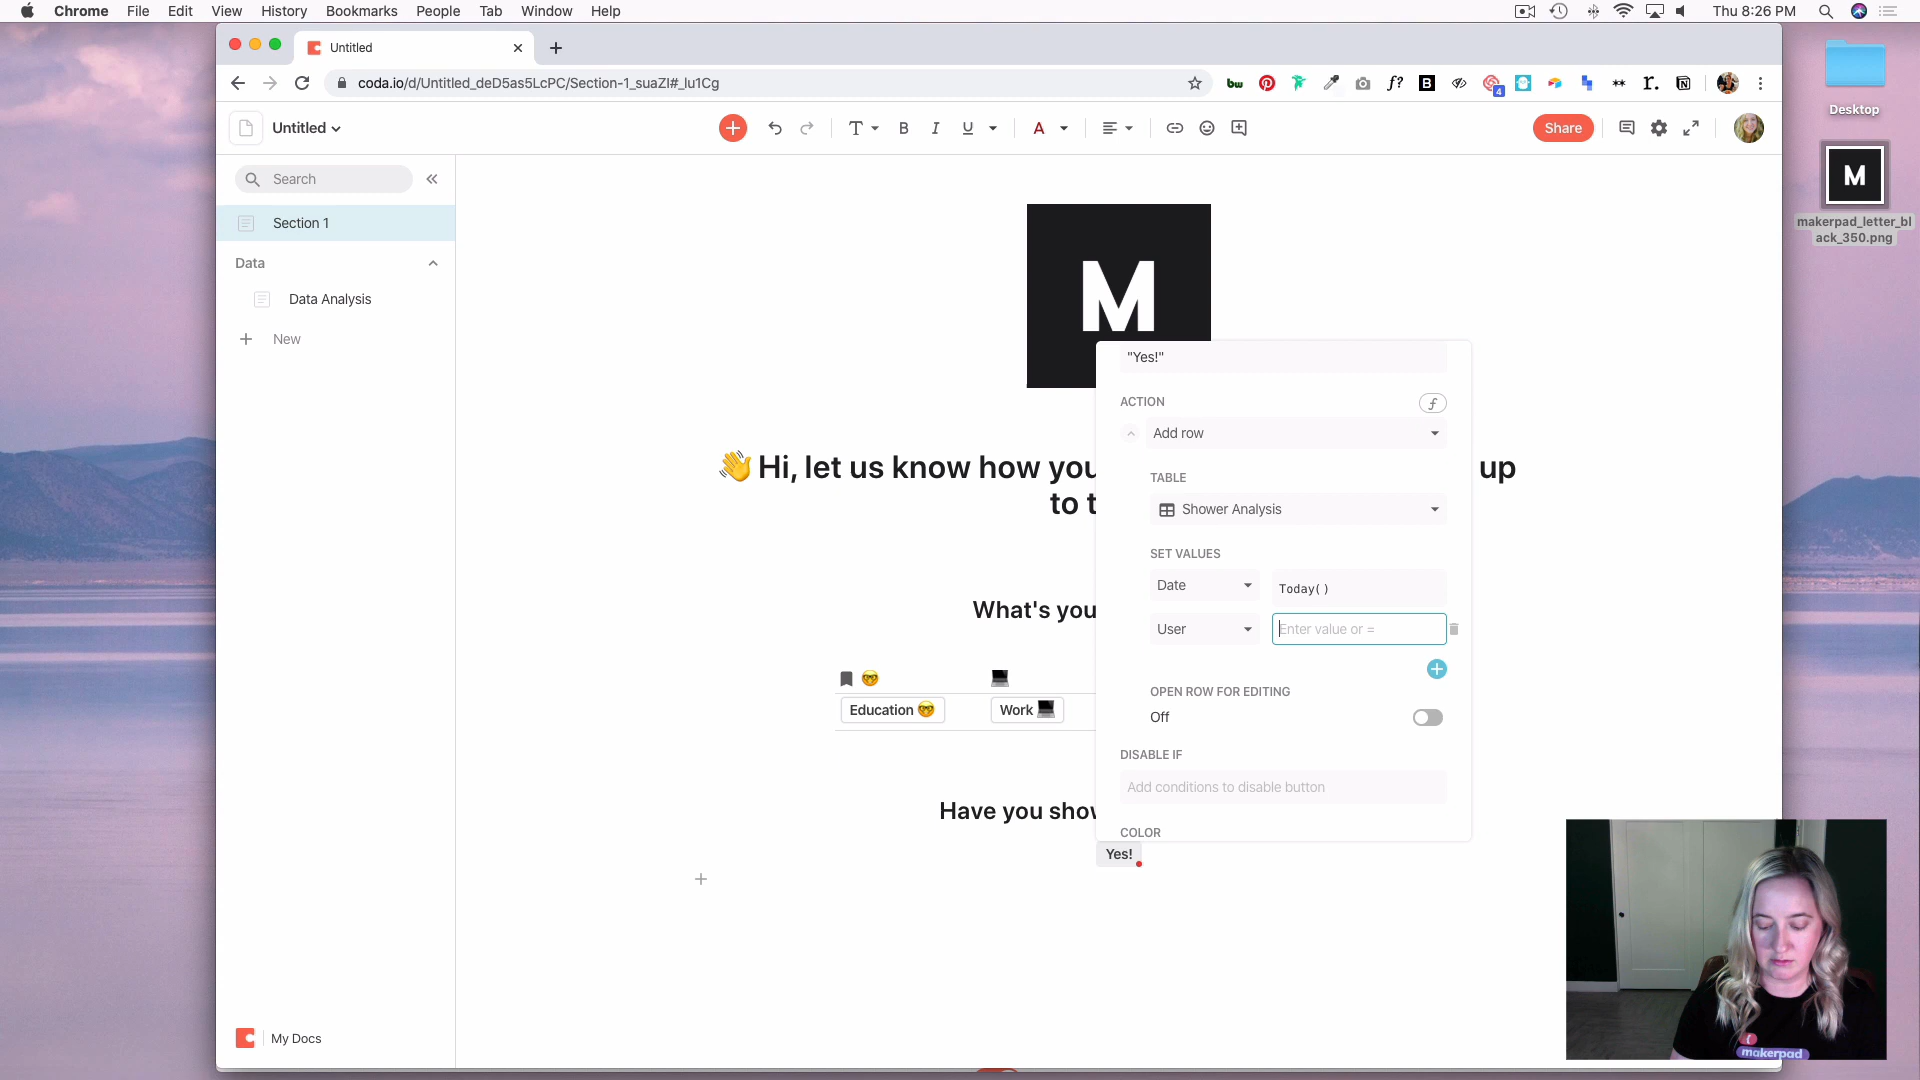 Chrome File Edit View History Bookmarks People Tab Window Help
Thu 8:26 PM
Untitled
coda.io/d/Untitled_deD5as5LcPC/Section-1_suaZl#_lu1Cg
bw
f?
B
4
r.
Untitled
T
B
I
U
A
Share
Search
Section 1
Data
Data Analysis
New
My Docs
M
Hi, let us know how you
up
to t
What's you
Education
Work
Have you show
Yes!
"Yes!"
ACTION
f
Add row
TABLE
Shower Analysis
SET VALUES
Date
Today()
User
Enter value or =
OPEN ROW FOR EDITING
Off
DISABLE IF
Add conditions to disable button
COLOR
Desktop
M
makerpad_letter_bl
ack_350.png
makerpad